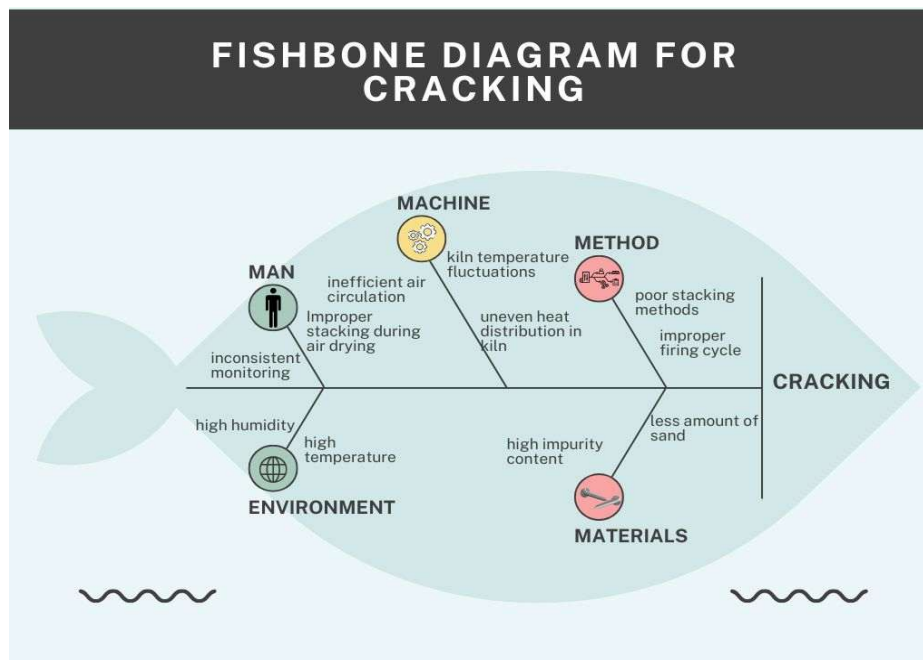 FISHBONE DIAGRAM FOR
CRACKING
MACHINE
METHOD
MAN
kiln temperature
fluctuations
inefficient air
circulation
poor stacking
methods
Improper
stacking during
air drying
uneven heat
distribution in
kiln
improper
firing cycle
inconsistent
monitoring
CRACKING
high humidity
less amount of
sand
high
temperature
high impurity
content
ENVIRONMENT
MATERIALS